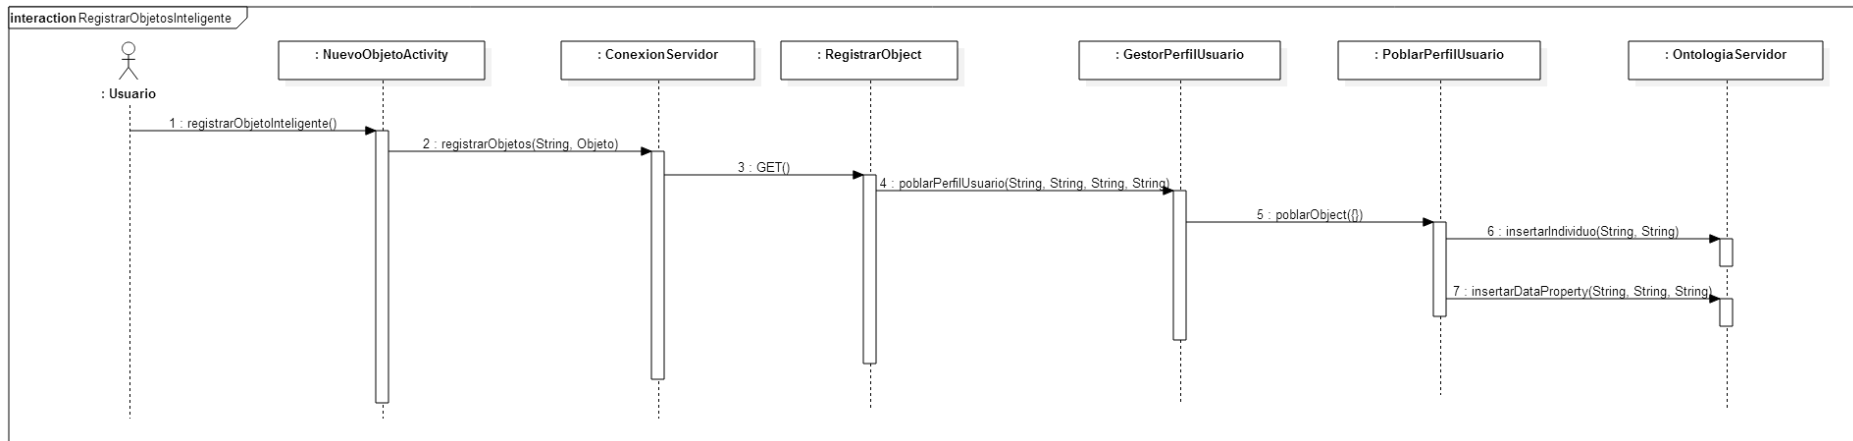 interaction RegistrarObjetosInteligente
: Usuario
: NuevoObjetoActivity
: ConexionServidor
: RegistrarObject
: GestorPerfilUsuario
: PoblarPerfilUsuario
: OntologiaServidor
1 : registrarObjetoInteligente()
2 : registrarObjetos(String, Objeto)
3 : GET()
4 : poblarPerfilUsuario(String, String, String, String)
5 : poblarObject({})
6 : insertarIndividuo(String, String)
7 : insertarDataProperty(String, String, String)